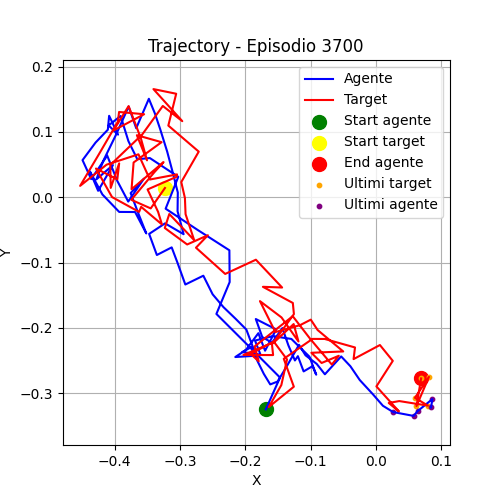 Trajectory - Episodio 3700
Agente
Target
Start agente
Start target
End agente
Ultimi target
Ultimi agente
Y
0.2
0.1
0.0
−0.1
−0.2
−0.3
−0.4
−0.3
−0.2
−0.1
0.0
0.1
X